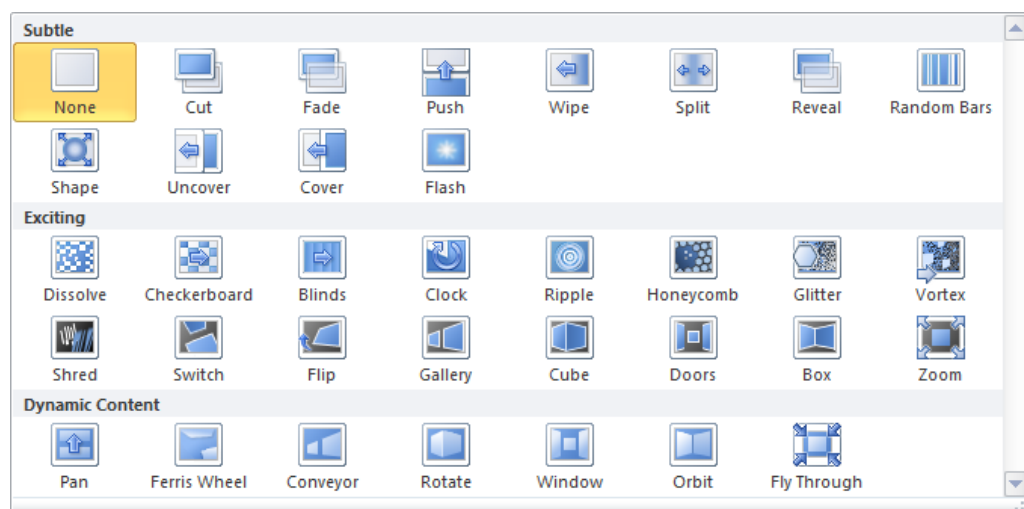 Subtle
None Cut Fade Push Wipe Split Reveal Random Bars
Shape Uncover Cover Flash
Exciting
Dissolve Checkerboard Blinds Clock Ripple Honeycomb Glitter Vortex
Shred Switch Flip Gallery Cube Doors Box Zoom
Dynamic Content
Pan Ferris Wheel Conveyor Rotate Window Orbit Fly Through